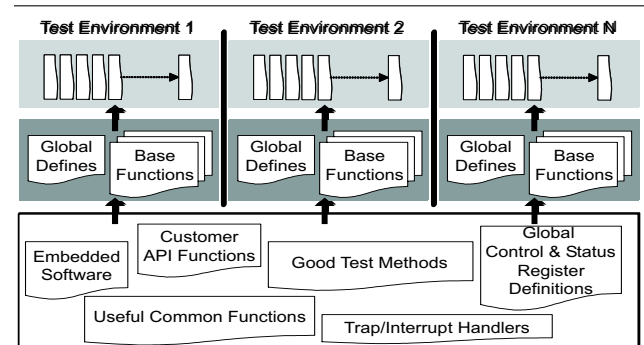 Test Environment 1
Test Environment 2
Test Environment N
Global
Defines
Base
Functions
Global
Defines
Base
Functions
Global
Defines
Base
Functions
Embedded
Software
Customer
API Functions
Good Test Methods
Global
Control & Status
Register
Definitions
Useful Common Functions
Trap/Interrupt Handlers